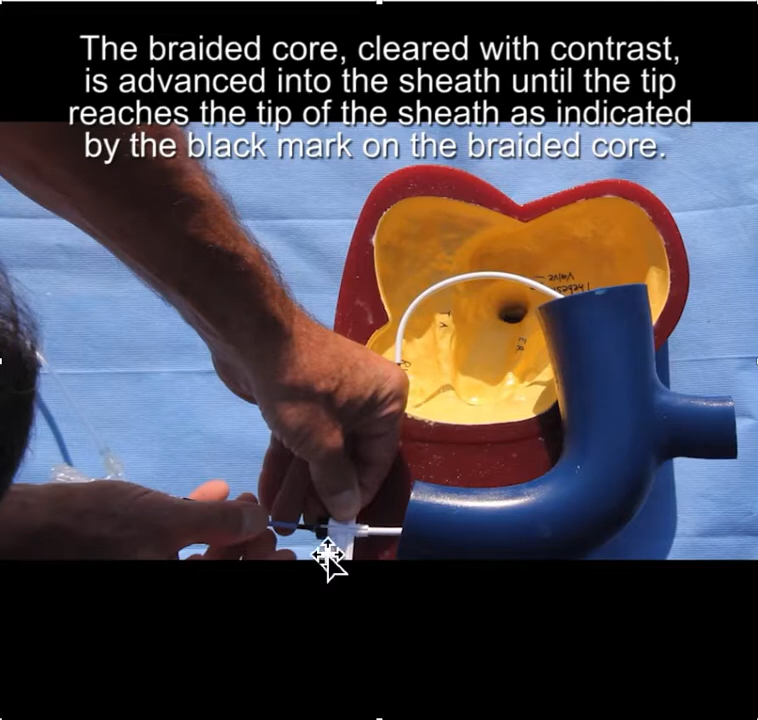 The braided core, cleared with contrast,
is advanced into the sheath until the tip
reaches the tip of the sheath as indicated
by the black mark on the braided core.
Valve